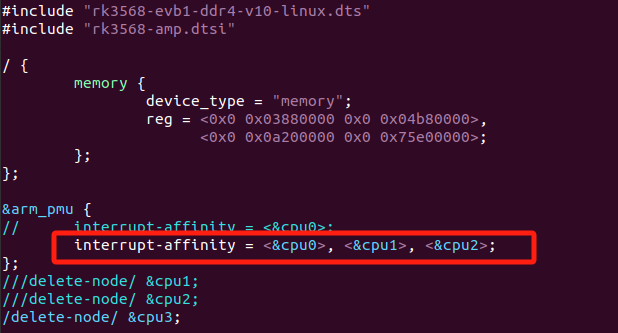 #include "rk3568-evb1-ddr4-v10-linux.dts"
#include "rk3568-amp.dtsi"

/ {
        memory {
                device_type = "memory";
                reg = <0x0 0x03880000 0x0 0x04b80000>,
                      <0x0 0x0a200000 0x0 0x75e00000>;
        };
};

&arm_pmu {
//      interrupt-affinity = <&cpu0>;
        interrupt-affinity = <&cpu0>, <&cpu1>, <&cpu2>;
};
///delete-node/ &cpu1;
///delete-node/ &cpu2;
/delete-node/ &cpu3;